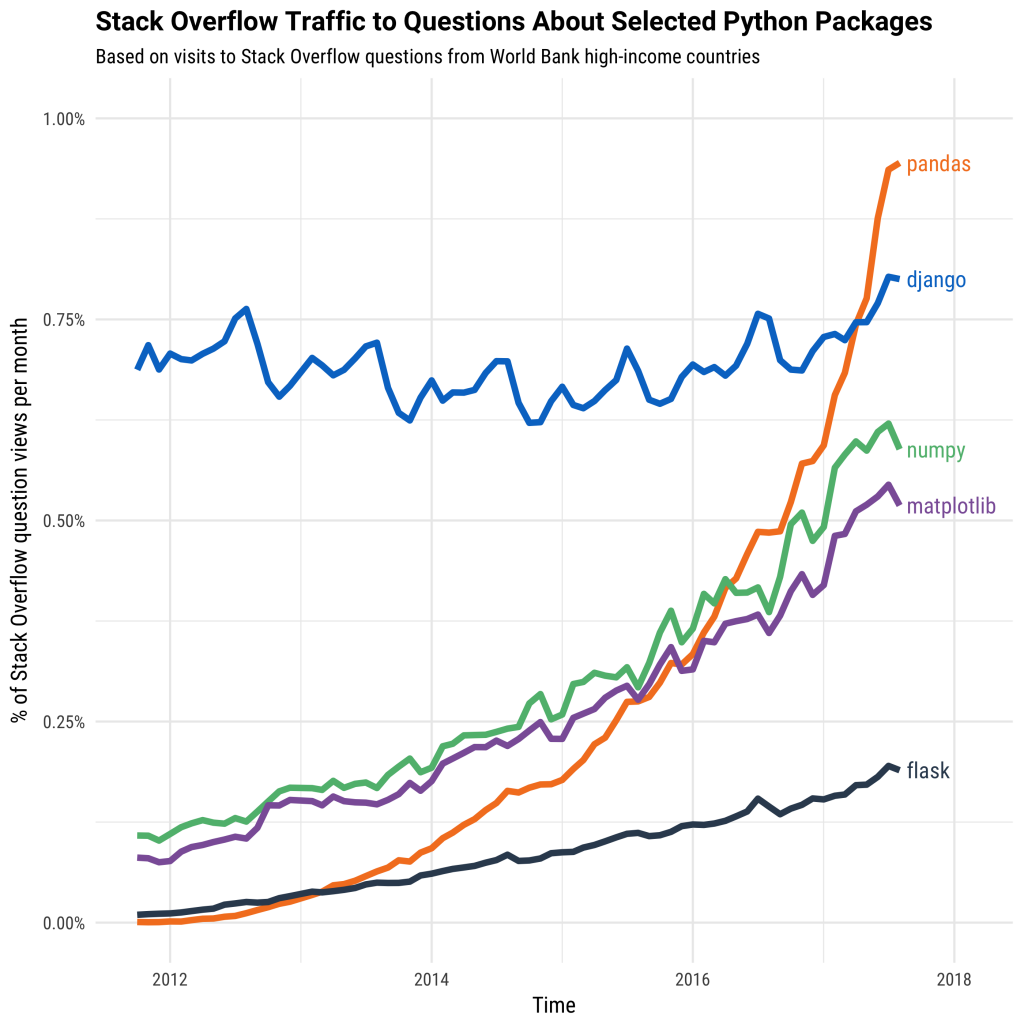 Stack Overflow Traffic to Questions About Selected Python Packages
Based on visits to Stack Overflow questions from World Bank high-income countries
% of Stack Overflow question views per month
1.00%
0.75%
0.50%
0.25%
0.00%
pandas
django
numpy
matplotlib
flask
2012
2014
2016
2018
Time